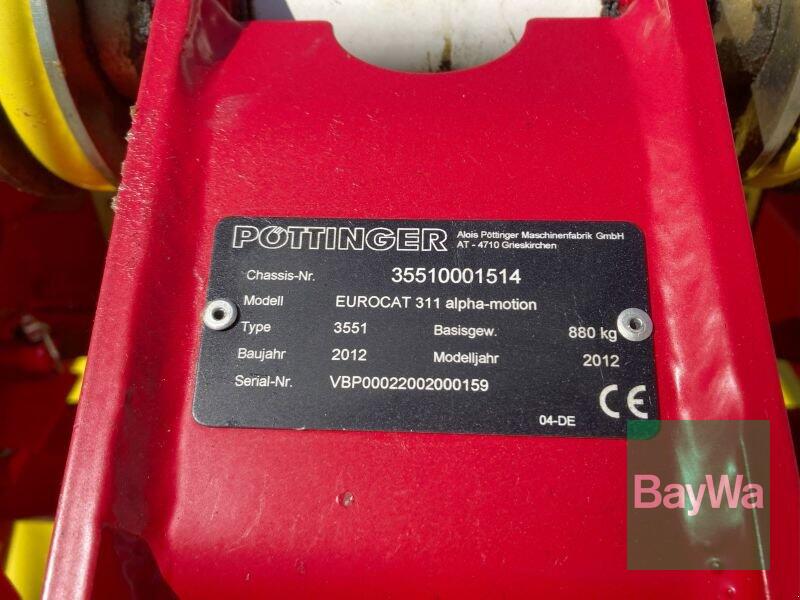 PÖTTINGER Alois Pöttinger Maschinenfabrik GmbH
AT - 4710 Grieskirchen
Chassis-Nr. 35510001514
Modell EUROCAT 311 alpha-motion
Type 3551 Basisgew. 880 kg
Baujahr 2012 Modelljahr 2012
Serial-Nr. VBP00022002000159
CE
04-DE
BayWa